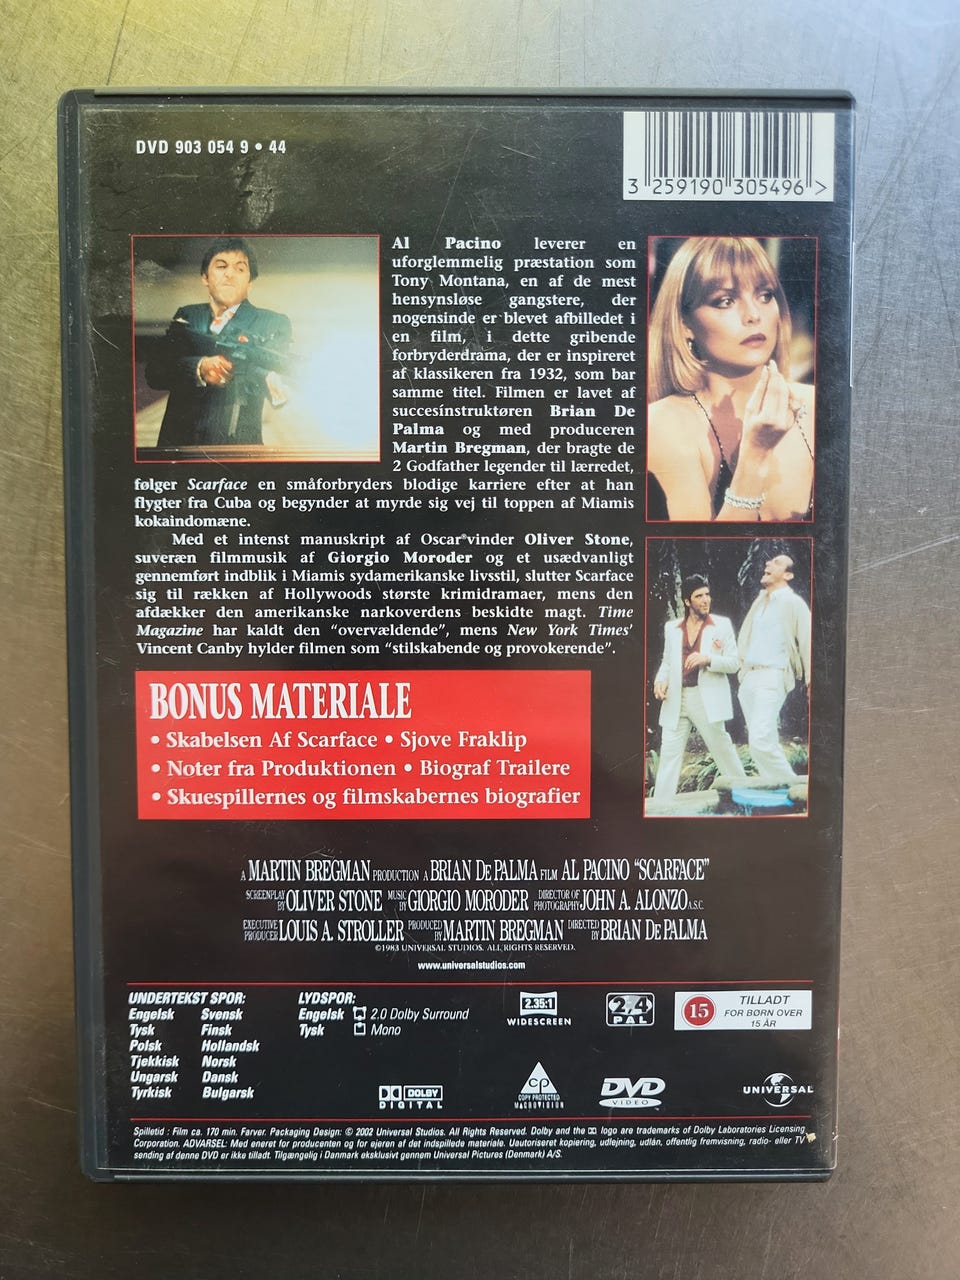 DVD 903 054 9 • 44
3 259190 305496 >
Al Pacino leverer en
uforglemmelig præstation som
Tony Montana, en af de mest
hensynsløse gangstere, der
nogensinde er blevet afbilledet i
en film, i dette gribende
forbryderdrama, der er inspireret
af klassikeren fra 1932, som bar
samme titel. Filmen er lavet af
succesínstruktøren Brian De
Palma og med produceren
Martin Bregman, der bragte de
2 Godfather legender til lærredet,
følger Scarface en småforbryders blodige karriere efter at han
flygter fra Cuba og begynder at myrde sig vej til toppen af Miamis
kokaindomæne.
Med et intenst manuskript af Oscar®vinder Oliver Stone,
suveræn filmmusik af Giorgio Moroder og et usædvanligt
gennemført indblik i Miamis sydamerikanske livsstil, slutter Scarface
sig til rækken af Hollywoods største krimidramaer, mens den
afdækker den amerikanske narkoverdens beskidte magt. Time
Magazine har kaldt den “overvældende”, mens New York Times’
Vincent Canby hylder filmen som “stilskabende og provokerende”.
BONUS MATERIALE
• Skabelsen Af Scarface • Sjove Fraklip
• Noter fra Produktionen • Biograf Trailere
• Skuespillernes og filmskabernes biografier
A MARTIN BREGMAN PRODUCTION A BRIAN DE PALMA FILM AL PACINO “SCARFACE”
SCREENPLAY BY OLIVER STONE MUSIC BY GIORGIO MORODER DIRECTOR OF PHOTOGRAPHY JOHN A. ALONZO A.S.C.
EXECUTIVE PRODUCER LOUIS A. STROLLER PRODUCED BY MARTIN BREGMAN DIRECTED BY BRIAN DE PALMA
©1983 UNIVERSAL STUDIOS. ALL RIGHTS RESERVED.
www.universalstudios.com
UNDERTEKST SPOR:
Engelsk Svensk
Tysk Finsk
Polsk Hollandsk
Tjekkisk Norsk
Ungarsk Dansk
Tyrkisk Bulgarsk
LYDSPOR:
Engelsk 2.0 Dolby Surround
Tysk Mono
2.35:1
WIDESCREEN
2,4
PAL
15
TILLADT
FOR BØRN OVER
15 ÅR
DOLBY
DIGITAL
CP
COPY PROTECTED
MACROVISION
DVD
VIDEO
UNIVERSAL
Spilletid : Film ca. 170 min. Farver. Packaging Design: © 2002 Universal Studios. All Rights Reserved. Dolby and the DD logo are trademarks of Dolby Laboratories Licensing
Corporation. ADVARSEL: Med eneret for producenten og for ejeren af det indspillede materiale. Uautoriseret kopiering, udlejning, udlån, offentlig fremvisning, radio- eller TV
sending af denne DVD er ikke tilladt. Tilgængelig i Danmark eksklusivt gennem Universal Pictures (Denmark) A/S.